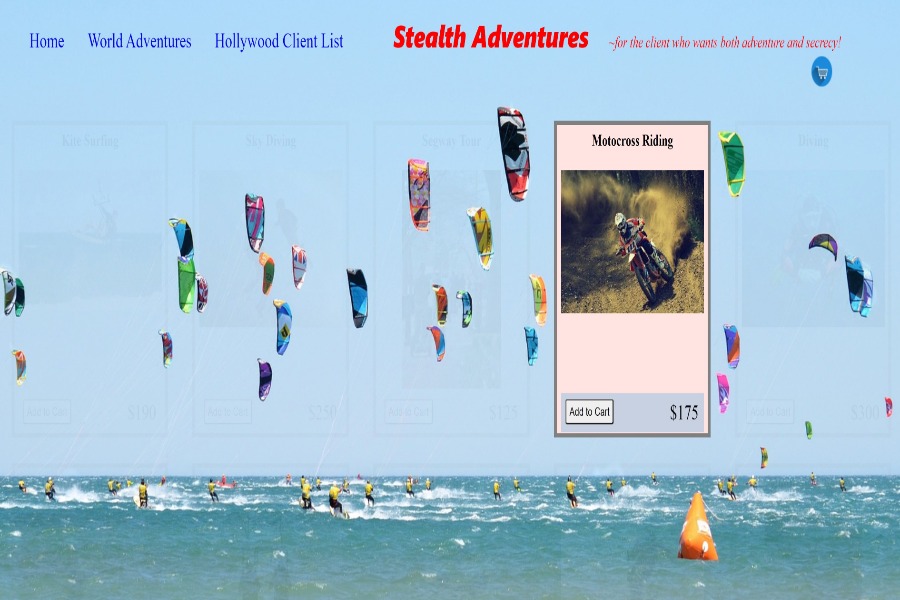 Home World Adventures Hollywood Client List Stealth Adventures ~for the client who wants both adventure and secrecy!
Kite Surfing Sky Diving Segway Tour Motocross Riding Diving
Add to Cart $190 Add to Cart $250 Add to Cart $125 Add to Cart $175 Add to Cart $300